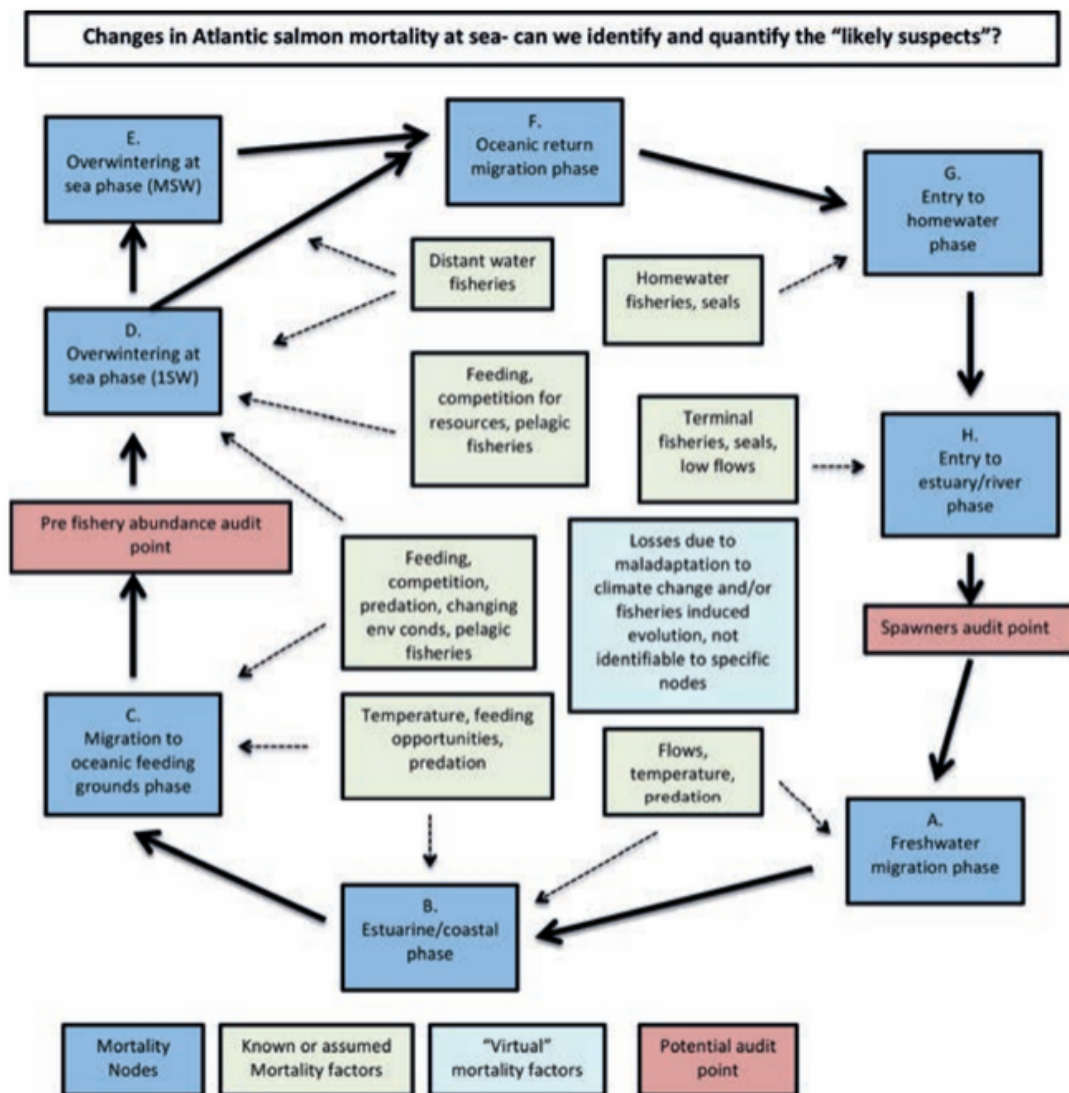 Changes in Atlantic salmon mortality at sea- can we identify and quantify the “likely suspects”?
E.
Overwintering at
sea phase (MSW)
F.
Oceanic return
migration phase
G.
Entry to
homewater
phase
Distant water
fisheries
Homewater
fisheries, seals
D.
Overwintering at
sea phase (1SW)
Feeding,
competition for
resources, pelagic
fisheries
Terminal
fisheries, seals,
low flows
H.
Entry to
estuary/river
phase
Pre fishery abundance audit
point
Feeding,
competition,
predation, changing
env conds, pelagic
fisheries
Losses due to
maladaptation to
climate change and/or
fisheries induced
evolution, not
identifiable to specific
nodes
Spawners audit point
C.
Migration to
oceanic feeding
grounds phase
Temperature, feeding
opportunities,
predation
Flows,
temperature,
predation
A.
Freshwater
migration phase
B.
Estuarine/coastal
phase
Mortality
Nodes
Known or assumed
Mortality factors
“Virtual”
mortality factors
Potential audit
point